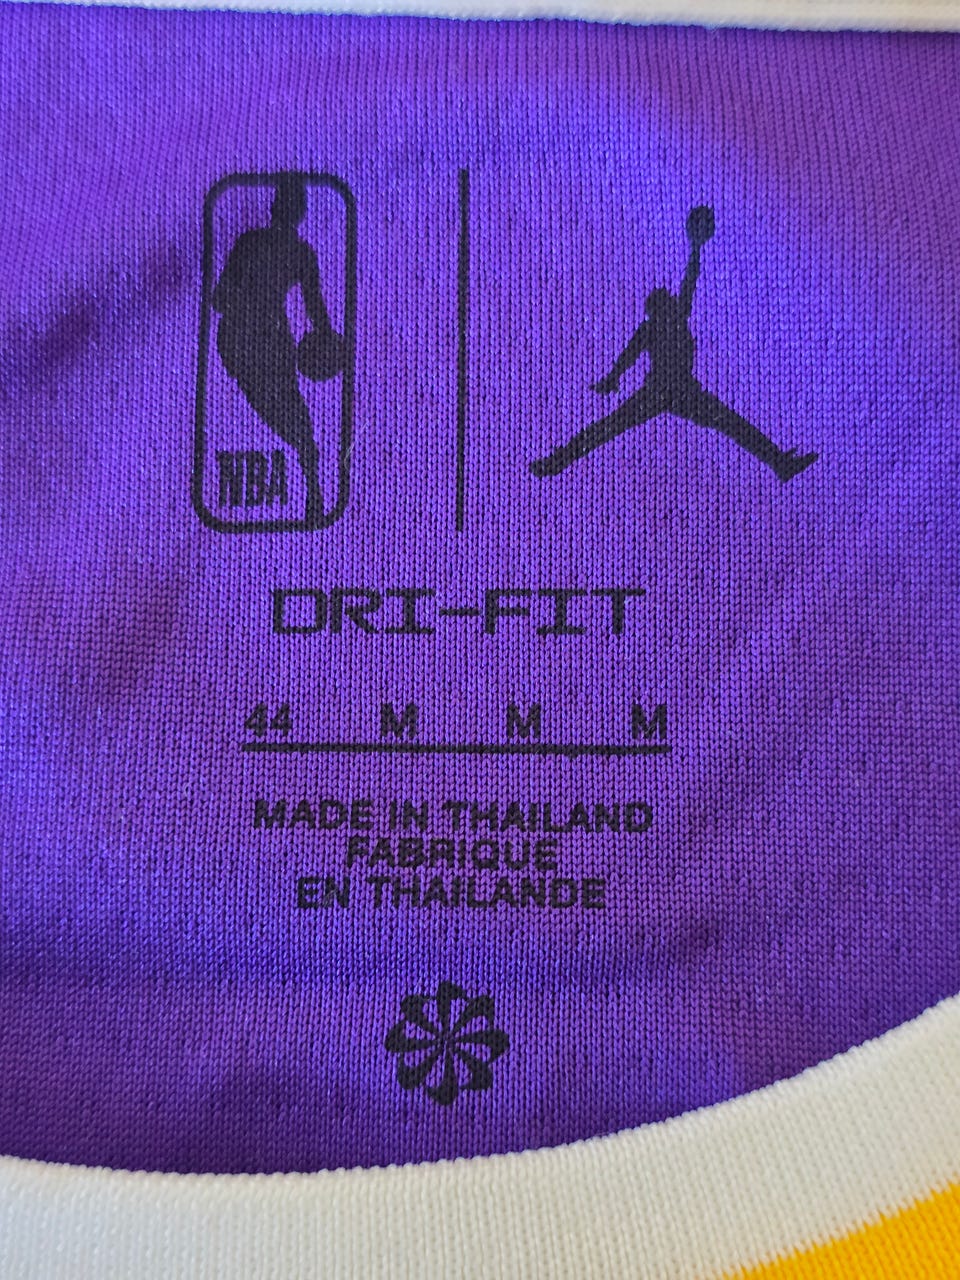 NBA
DRI-FIT
44 M M M
MADE IN THAILAND
FABRIQUE
EN THAILANDE